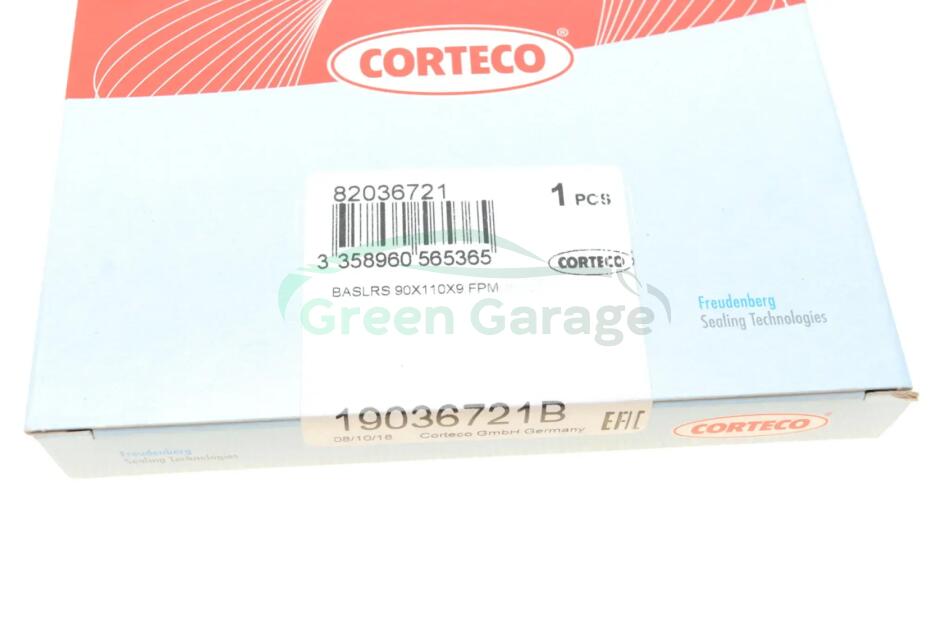 CORTECO ®
82036721
1 PCS
3 358960 565365
CORTECO
BASLRS 90X110X9 FPM
Green Garage
Freudenberg
Sealing Technologies
19036721B
EAC
08/10/18 Corteco GmbH Germany
CORTECO ®
Freudenberg
Sealing Technologies